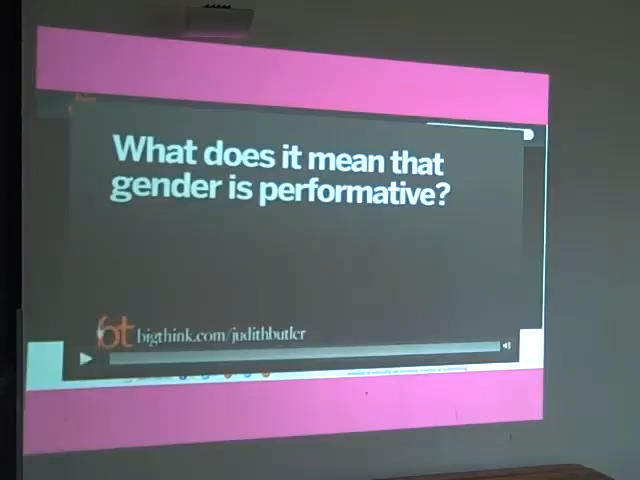 What does it mean that
gender is performative?
bt bigthink.com/judithbutler